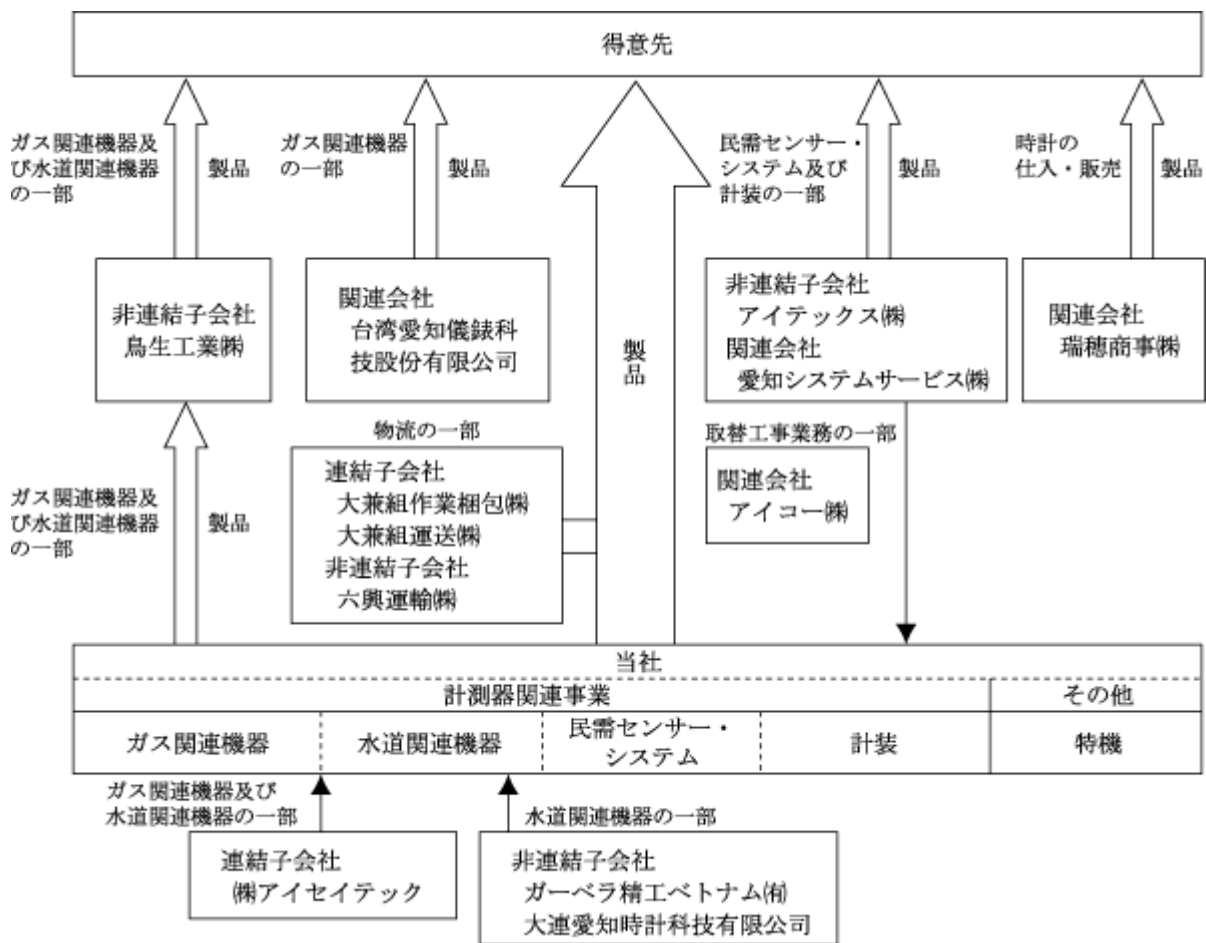 得意先
ガス関連機器及
び水道関連機器
の一部
製品
ガス関連機器
の一部
製品
製品
民需センサー・
システム及び
計装の一部
製品
時計の
仕入・販売
製品
非連結子会社
鳥生工業㈱
関連会社
台湾愛知儀錶科
技股份有限公司
非連結子会社
アイテックス㈱
関連会社
愛知システムサービス㈱
関連会社
瑞穂商事㈱
ガス関連機器及
び水道関連機器
の一部
製品
物流の一部
連結子会社
大兼組作業梱包㈱
大兼組運送㈱
非連結子会社
六興運輸㈱
取替工事業務の一部
関連会社
アイコー㈱
当社
計測器関連事業
その他
ガス関連機器
水道関連機器
民需センサー・
システム
計装
特機
ガス関連機器及び
水道関連機器の一部
連結子会社
㈱アイセイテック
水道関連機器の一部
非連結子会社
ガーベラ精工ベトナム㈲
大連愛知時計科技有限公司